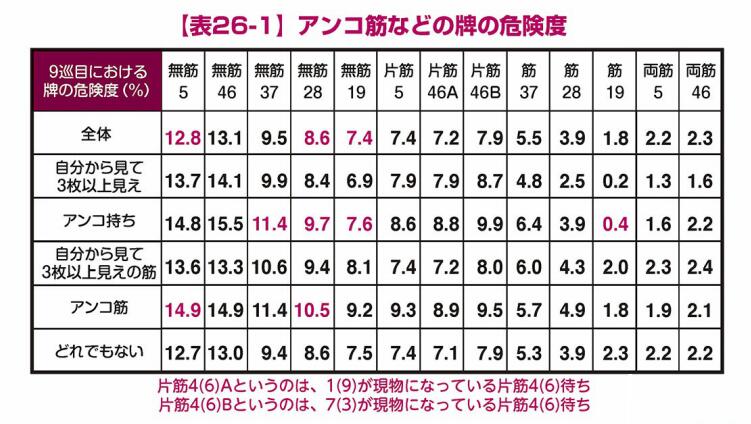 【表26-1】アンコ筋などの牌の危険度
9巡目における 無筋 無筋 無筋 無筋 無筋 片筋 片筋 片筋 筋 筋 筋 両筋 両筋
牌の危険度(%) 5 46 37 28 19 5 46A 46B 37 28 19 5 46
全体 12.8 13.1 9.5 8.6 7.4 7.4 7.2 7.9 5.5 3.9 1.8 2.2 2.3
自分から見て
3枚以上見え 13.7 14.1 9.9 8.4 6.9 7.9 7.9 8.7 4.8 2.5 0.2 1.3 1.6
アンコ持ち 14.8 15.5 11.4 9.7 7.6 8.6 8.8 9.9 6.4 3.9 0.4 1.6 2.2
自分から見て
3枚以上見えの筋 13.6 13.3 10.6 9.4 8.1 7.4 7.2 8.0 6.0 4.3 2.0 2.3 2.4
アンコ筋 14.9 14.9 11.4 10.5 9.2 9.3 8.9 9.5 5.7 4.9 1.8 1.9 2.1
どれでもない 12.7 13.0 9.4 8.6 7.5 7.4 7.1 7.9 5.3 3.9 2.3 2.2 2.2
片筋4(6)Aというのは、1(9)が現物になっている片筋4(6)待ち
片筋4(6)Bというのは、7(3)が現物になっている片筋4(6)待ち